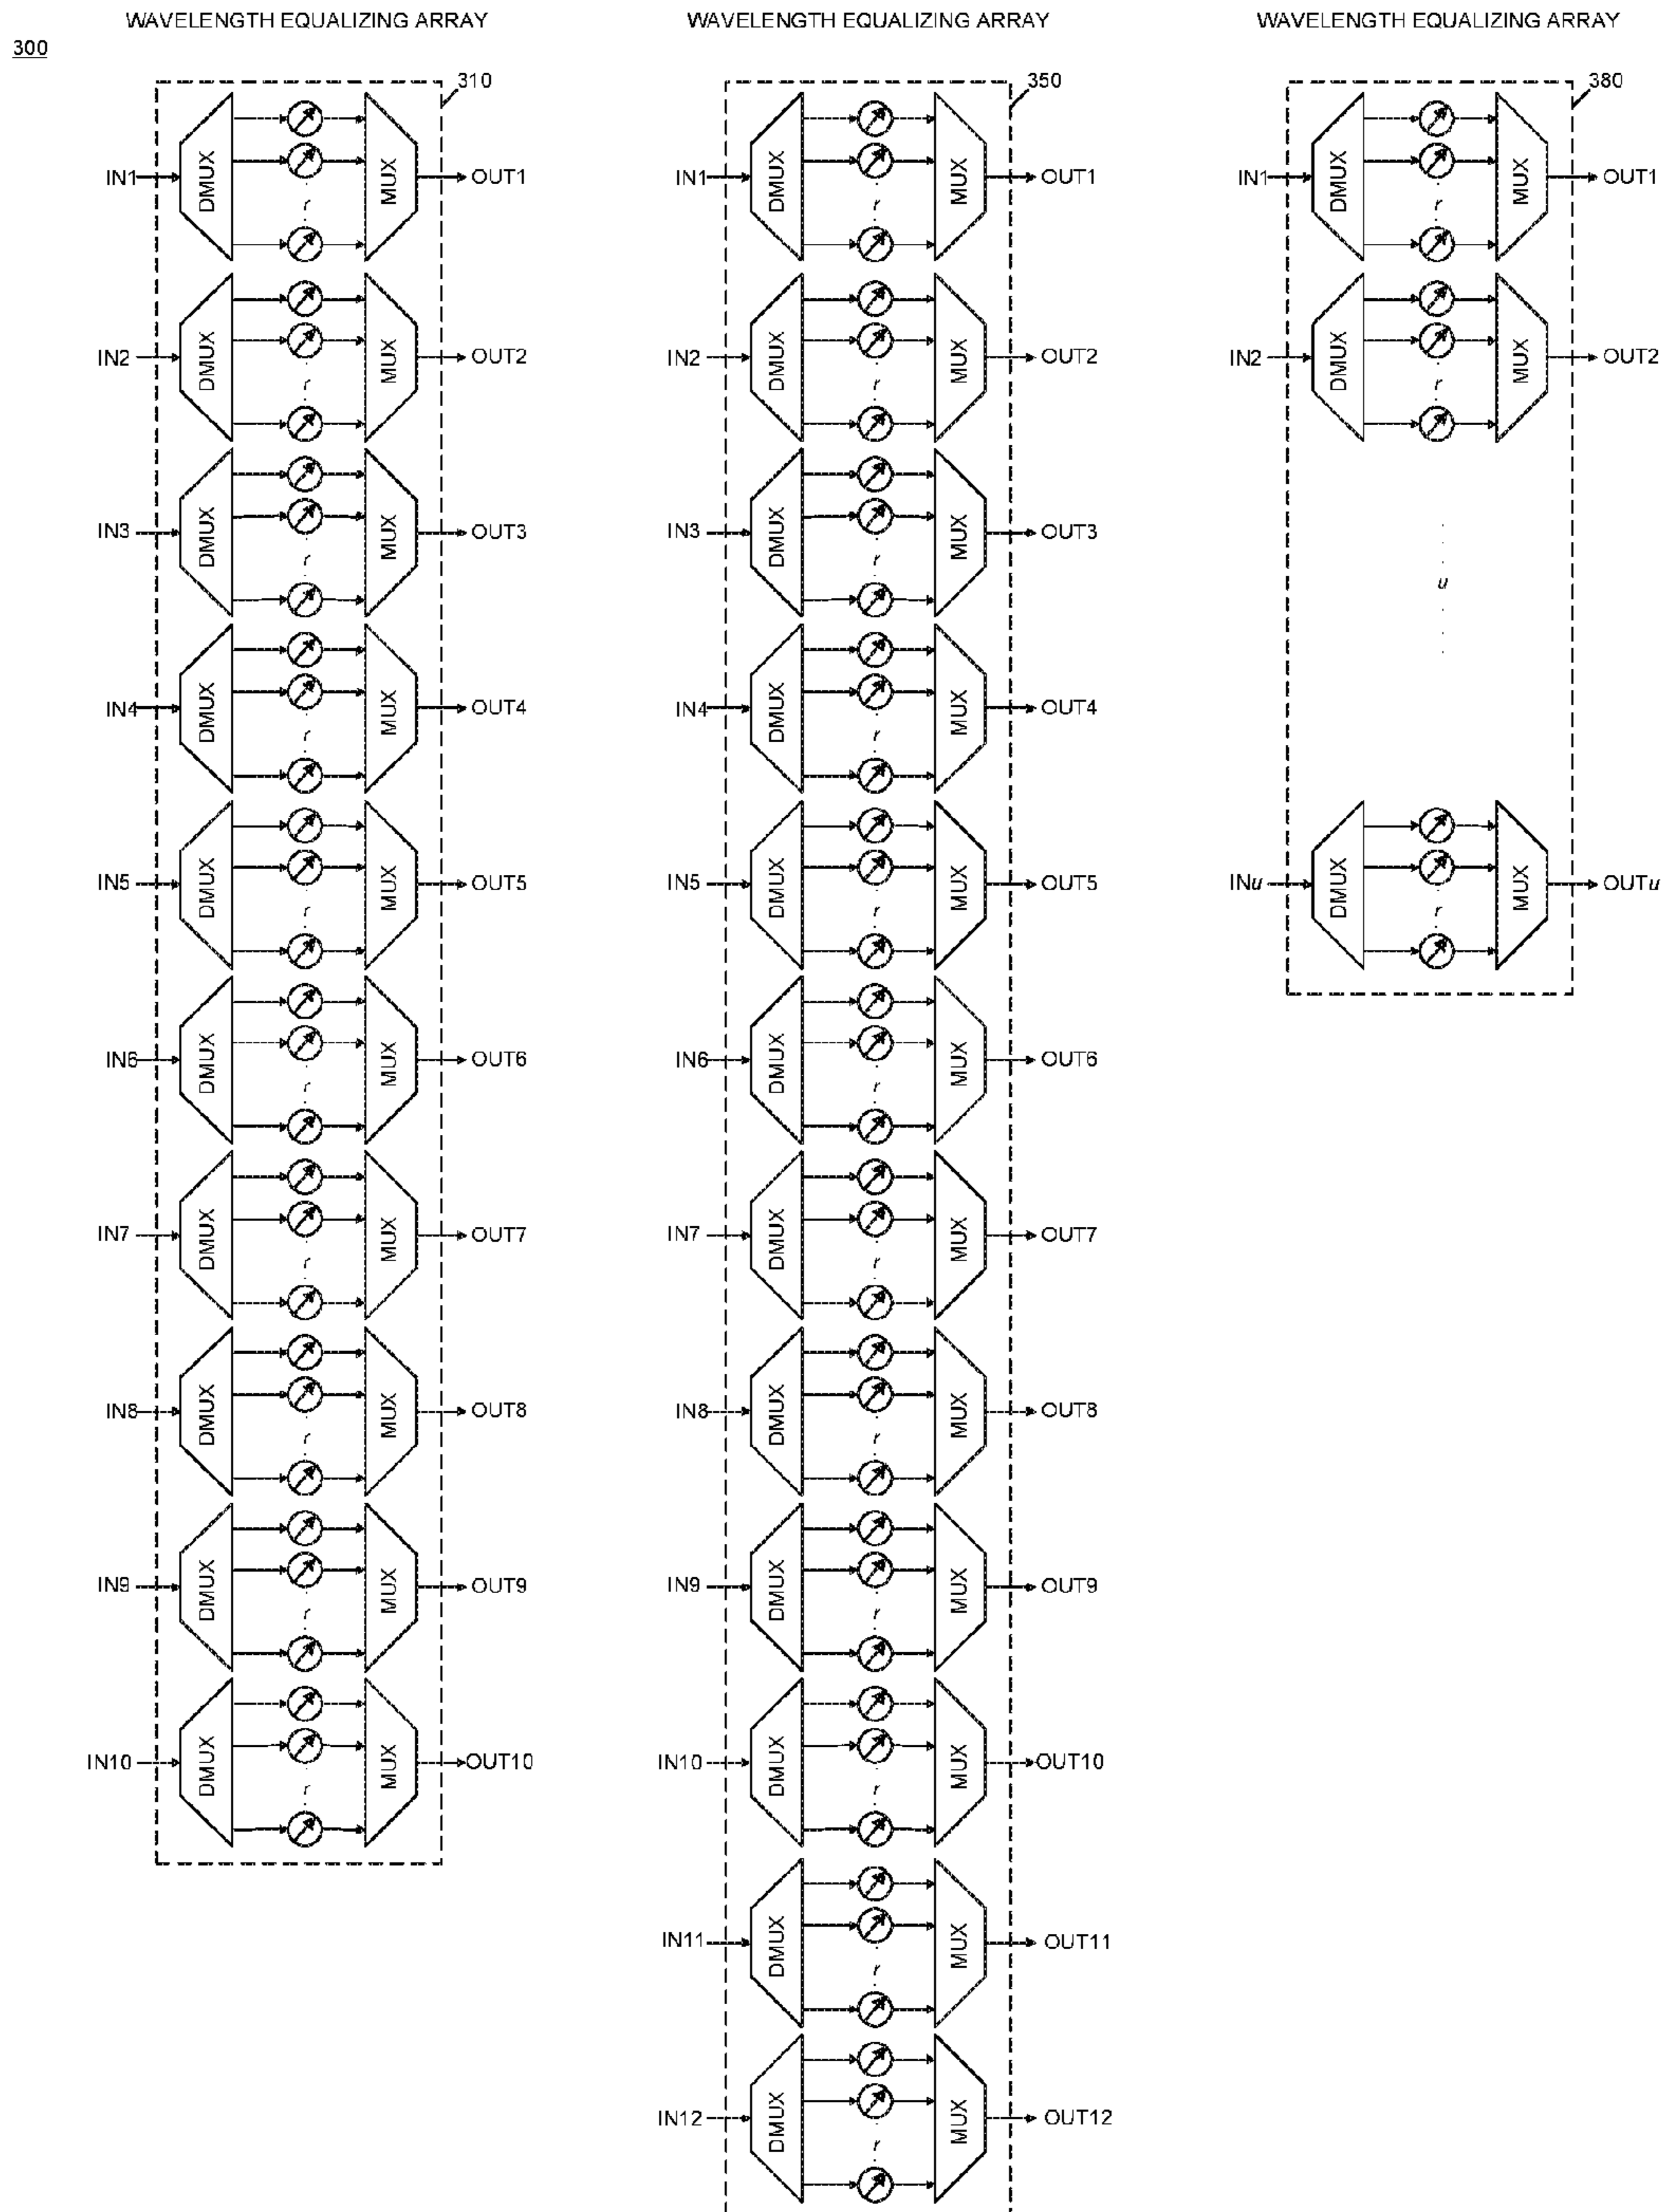 WAVELENGTH EQUALIZING ARRAY
WAVELENGTH EQUALIZING ARRAY
WAVELENGTH EQUALIZING ARRAY
300
310
IN1
DMUX
r
MUX
OUT1
IN2
DMUX
r
MUX
OUT2
IN3
DMUX
r
MUX
OUT3
IN4
DMUX
r
MUX
OUT4
IN5
DMUX
r
MUX
OUT5
IN6
DMUX
r
MUX
OUT6
IN7
DMUX
r
MUX
OUT7
IN8
DMUX
r
MUX
OUT8
IN9
DMUX
r
MUX
OUT9
IN10
DMUX
r
MUX
OUT10
350
IN1
DMUX
r
MUX
OUT1
IN2
DMUX
r
MUX
OUT2
IN3
DMUX
r
MUX
OUT3
IN4
DMUX
r
MUX
OUT4
IN5
DMUX
r
MUX
OUT5
IN6
DMUX
r
MUX
OUT6
IN7
DMUX
r
MUX
OUT7
IN8
DMUX
r
MUX
OUT8
IN9
DMUX
r
MUX
OUT9
IN10
DMUX
r
MUX
OUT10
IN11
DMUX
r
MUX
OUT11
IN12
DMUX
r
MUX
OUT12
380
IN1
DMUX
r
MUX
OUT1
IN2
DMUX
r
MUX
OUT2
u
INu
DMUX
r
MUX
OUTu